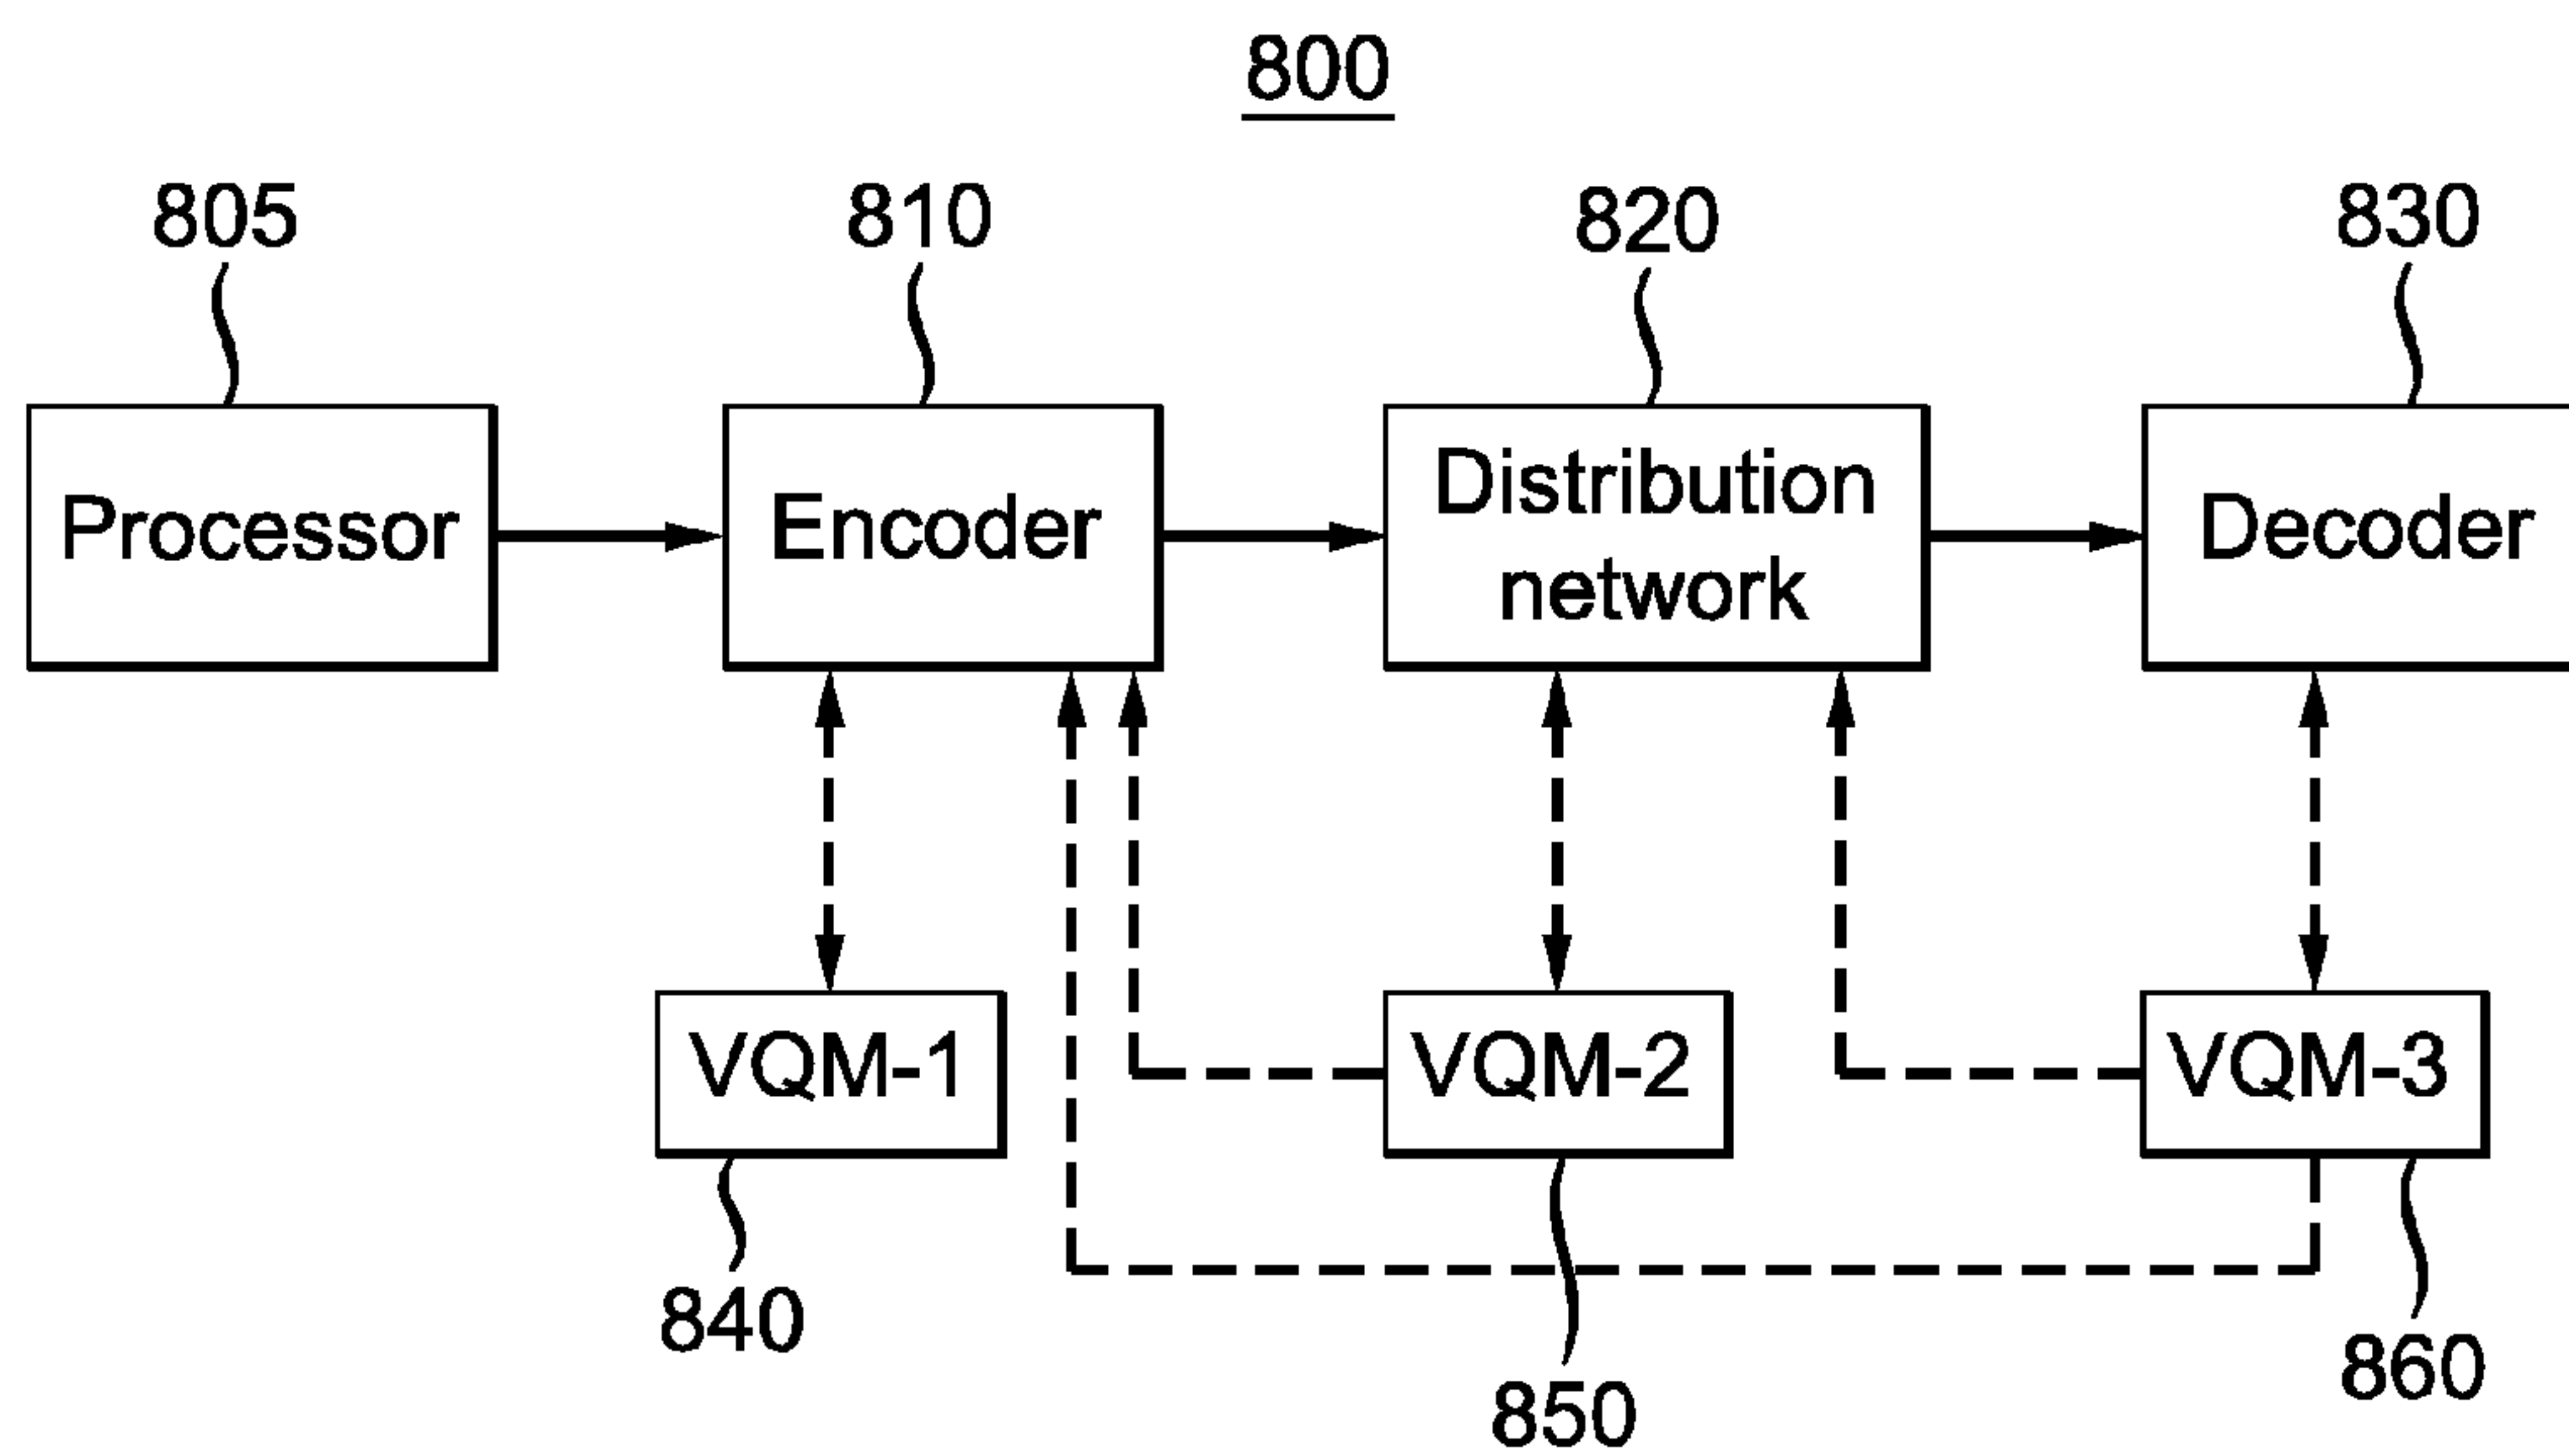 800
805
810
820
830
Processor
Encoder
Distribution
network
Decoder
VQM-1
VQM-2
VQM-3
840
850
860